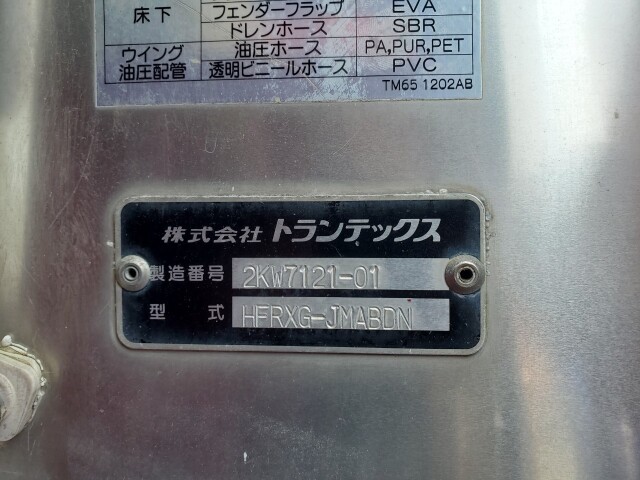 床下 フェンダーフラップ EVA
ドレンホース SBR
ウイング油圧配管 油圧ホース PA,PUR,PET
透明ビニールホース PVC
TM65 1202AB
株式会社 トランテックス
製造番号 2KW7121-01
型式 HFRXG-JMABDN